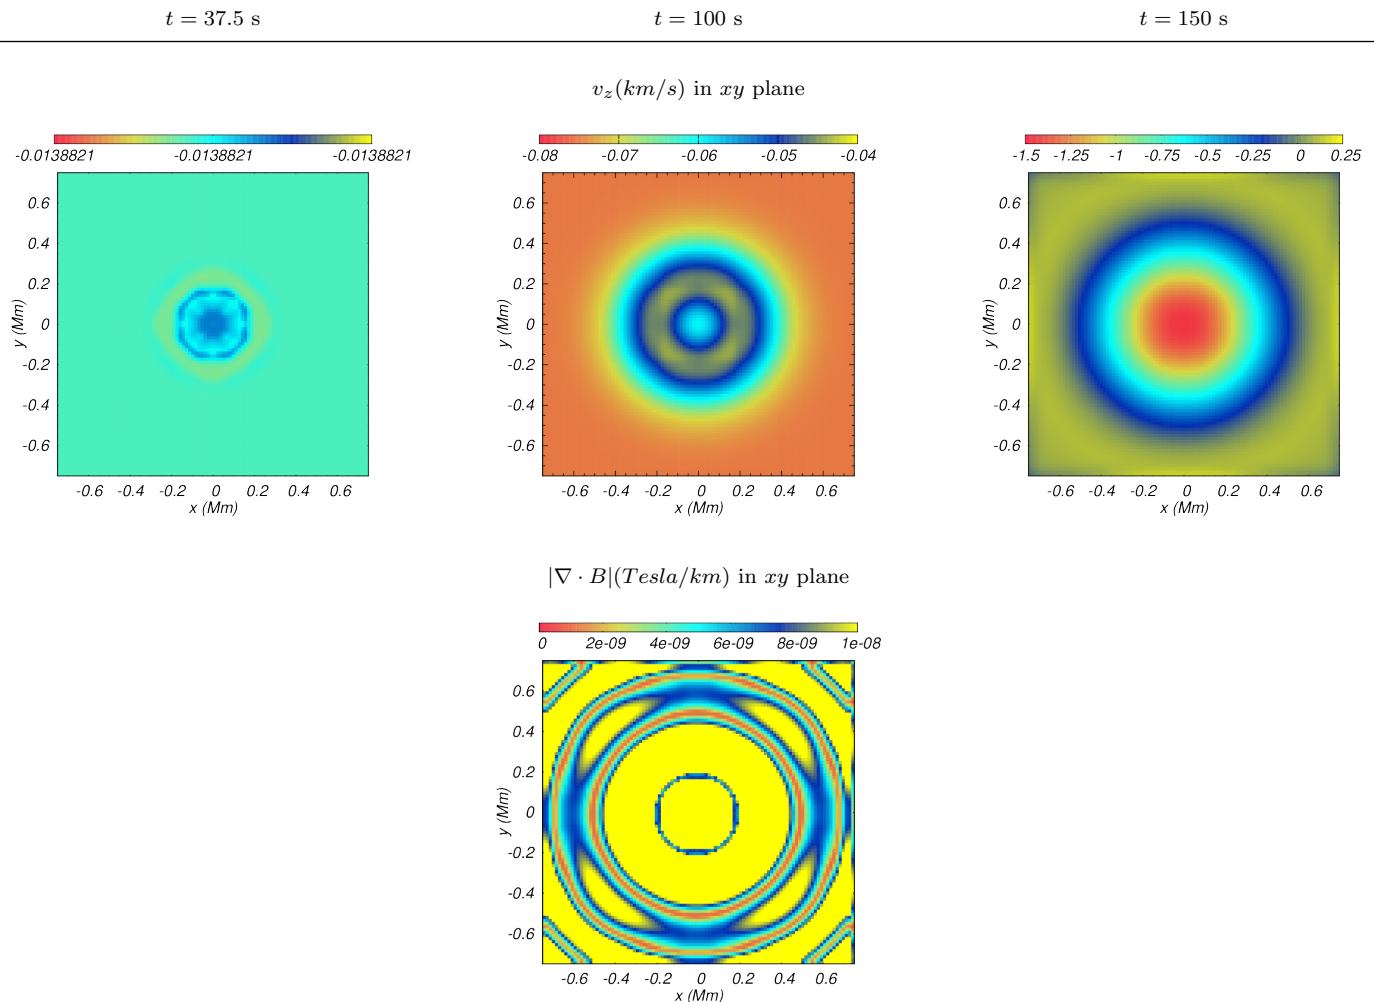 t = 37.5 s t = 100 s t = 150 s
v_z(km/s) in xy plane
-0.0138821 -0.0138821 -0.0138821 -0.08 -0.07 -0.06 -0.05 -0.04 -1.5 -1.25 -1 -0.75 -0.5 -0.25 0 0.25
0.6 0.6 0.6
0.4 0.4 0.4
0.2 0.2 0.2
y (Mm) 0 y (Mm) 0 y (Mm) 0
-0.2 -0.2 -0.2
-0.4 -0.4 -0.4
-0.6 -0.6 -0.6
-0.6 -0.4 -0.2 0 0.2 0.4 0.6 -0.6 -0.4 -0.2 0 0.2 0.4 0.6 -0.6 -0.4 -0.2 0 0.2 0.4 0.6
x (Mm) x (Mm) x (Mm)
|∇ · B|(Tesla/km) in xy plane
0 2e-09 4e-09 6e-09 8e-09 1e-08
0.6
0.4
0.2
y (Mm) 0
-0.2
-0.4
-0.6
-0.6 -0.4 -0.2 0 0.2 0.4 0.6
x (Mm)